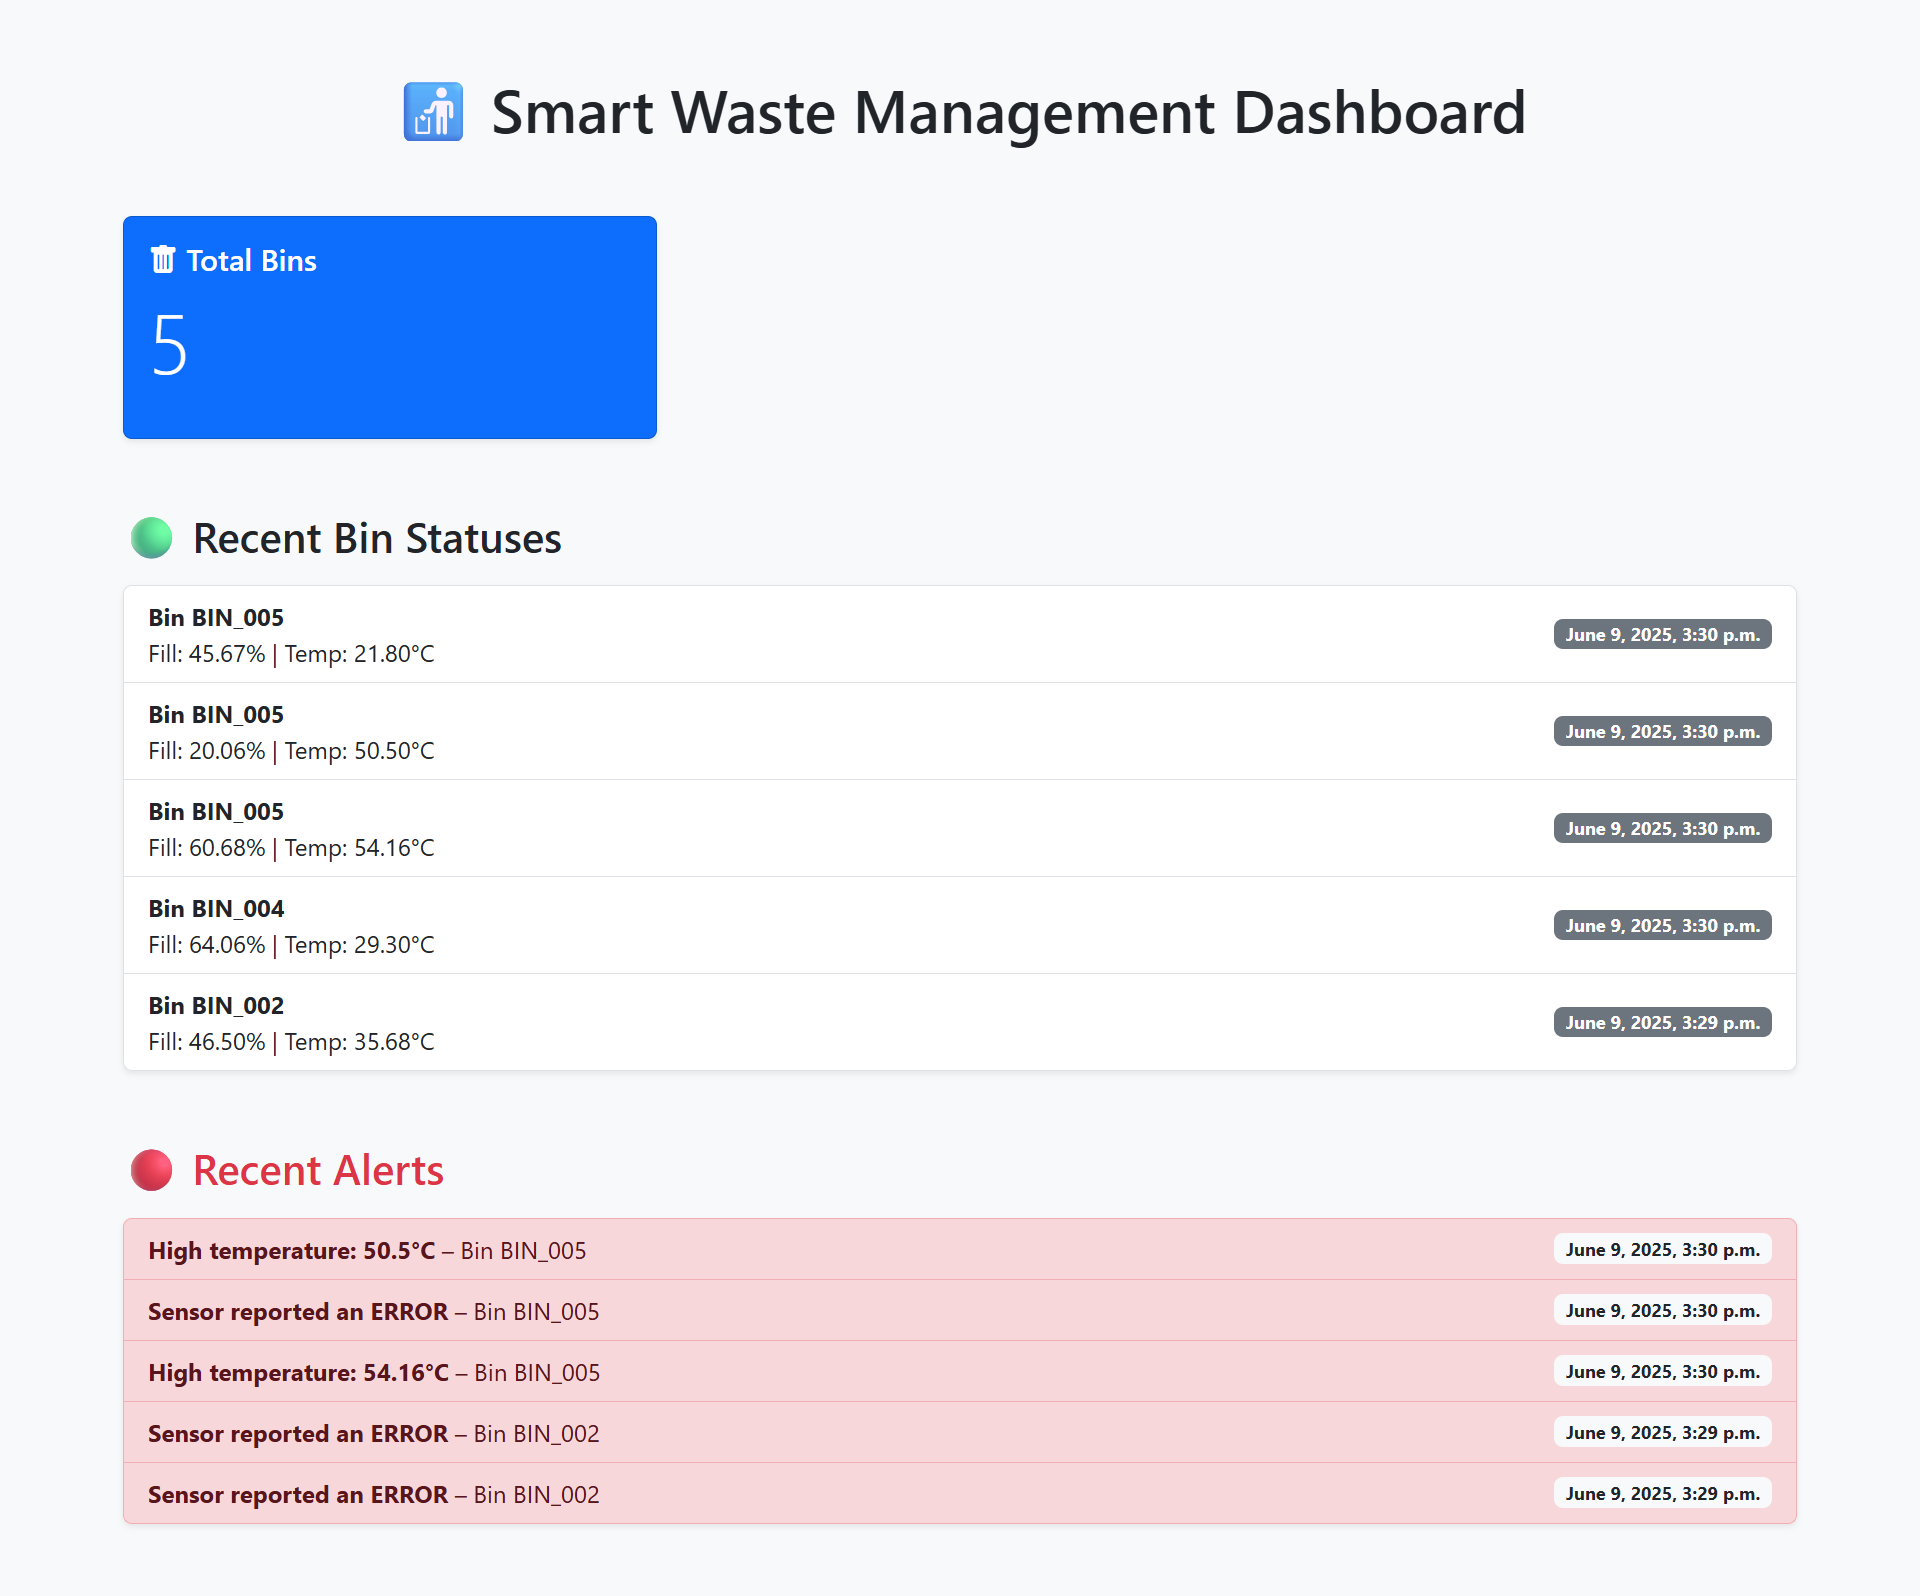 Smart Waste Management Dashboard
Total Bins
5
Recent Bin Statuses
Bin BIN_005
Fill: 45.67% | Temp: 21.80°C
June 9, 2025, 3:30 p.m.
Bin BIN_005
Fill: 20.06% | Temp: 50.50°C
June 9, 2025, 3:30 p.m.
Bin BIN_005
Fill: 60.68% | Temp: 54.16°C
June 9, 2025, 3:30 p.m.
Bin BIN_004
Fill: 64.06% | Temp: 29.30°C
June 9, 2025, 3:30 p.m.
Bin BIN_002
Fill: 46.50% | Temp: 35.68°C
June 9, 2025, 3:29 p.m.
Recent Alerts
High temperature: 50.5°C – Bin BIN_005 June 9, 2025, 3:30 p.m.
Sensor reported an ERROR – Bin BIN_005 June 9, 2025, 3:30 p.m.
High temperature: 54.16°C – Bin BIN_005 June 9, 2025, 3:30 p.m.
Sensor reported an ERROR – Bin BIN_002 June 9, 2025, 3:29 p.m.
Sensor reported an ERROR – Bin BIN_002 June 9, 2025, 3:29 p.m.